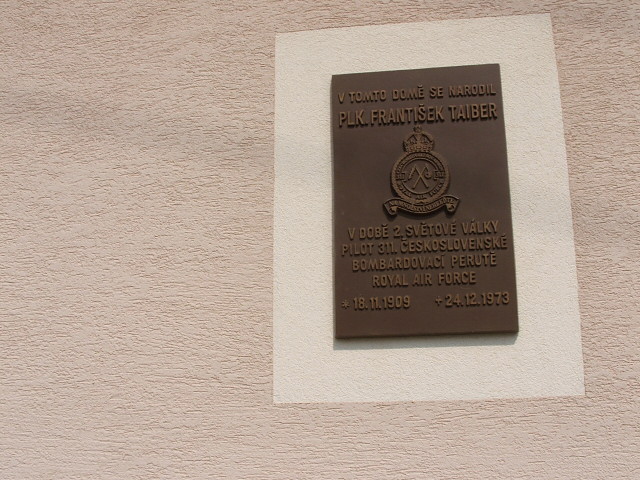 V TOMTO DOMĚ SE NARODIL
PLK. FRANTIŠEK TAIBER
V DOBĚ 2. SVĚTOVÉ VÁLKY
PILOT 311. ČESKOSLOVENSKÉ
BOMBARDOVACÍ PERUTĚ
ROYAL AIR FORCE
* 18.11.1909 + 24.12.1973